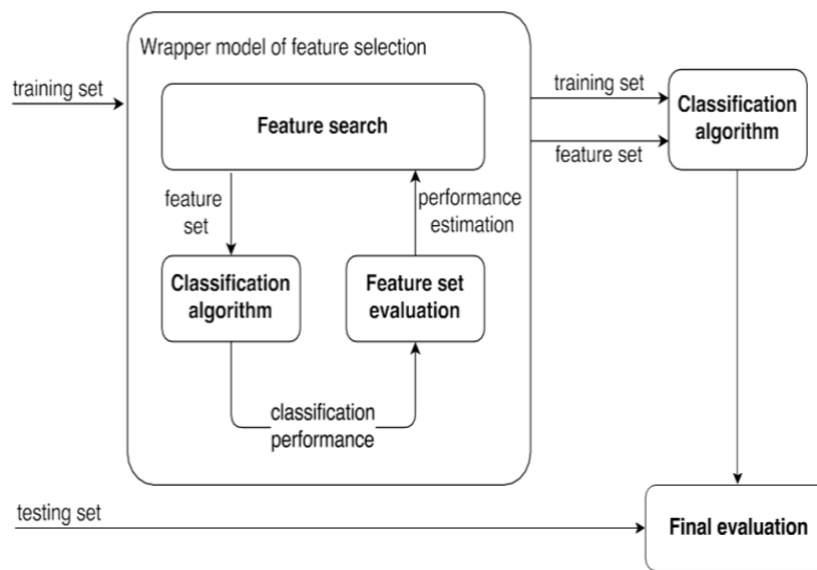 Wrapper model of feature selection
training set
Feature search
training set
Classification
algorithm
feature set
feature
set
performance
estimation
Classification
algorithm
Feature set
evaluation
classification
performance
testing set
Final evaluation